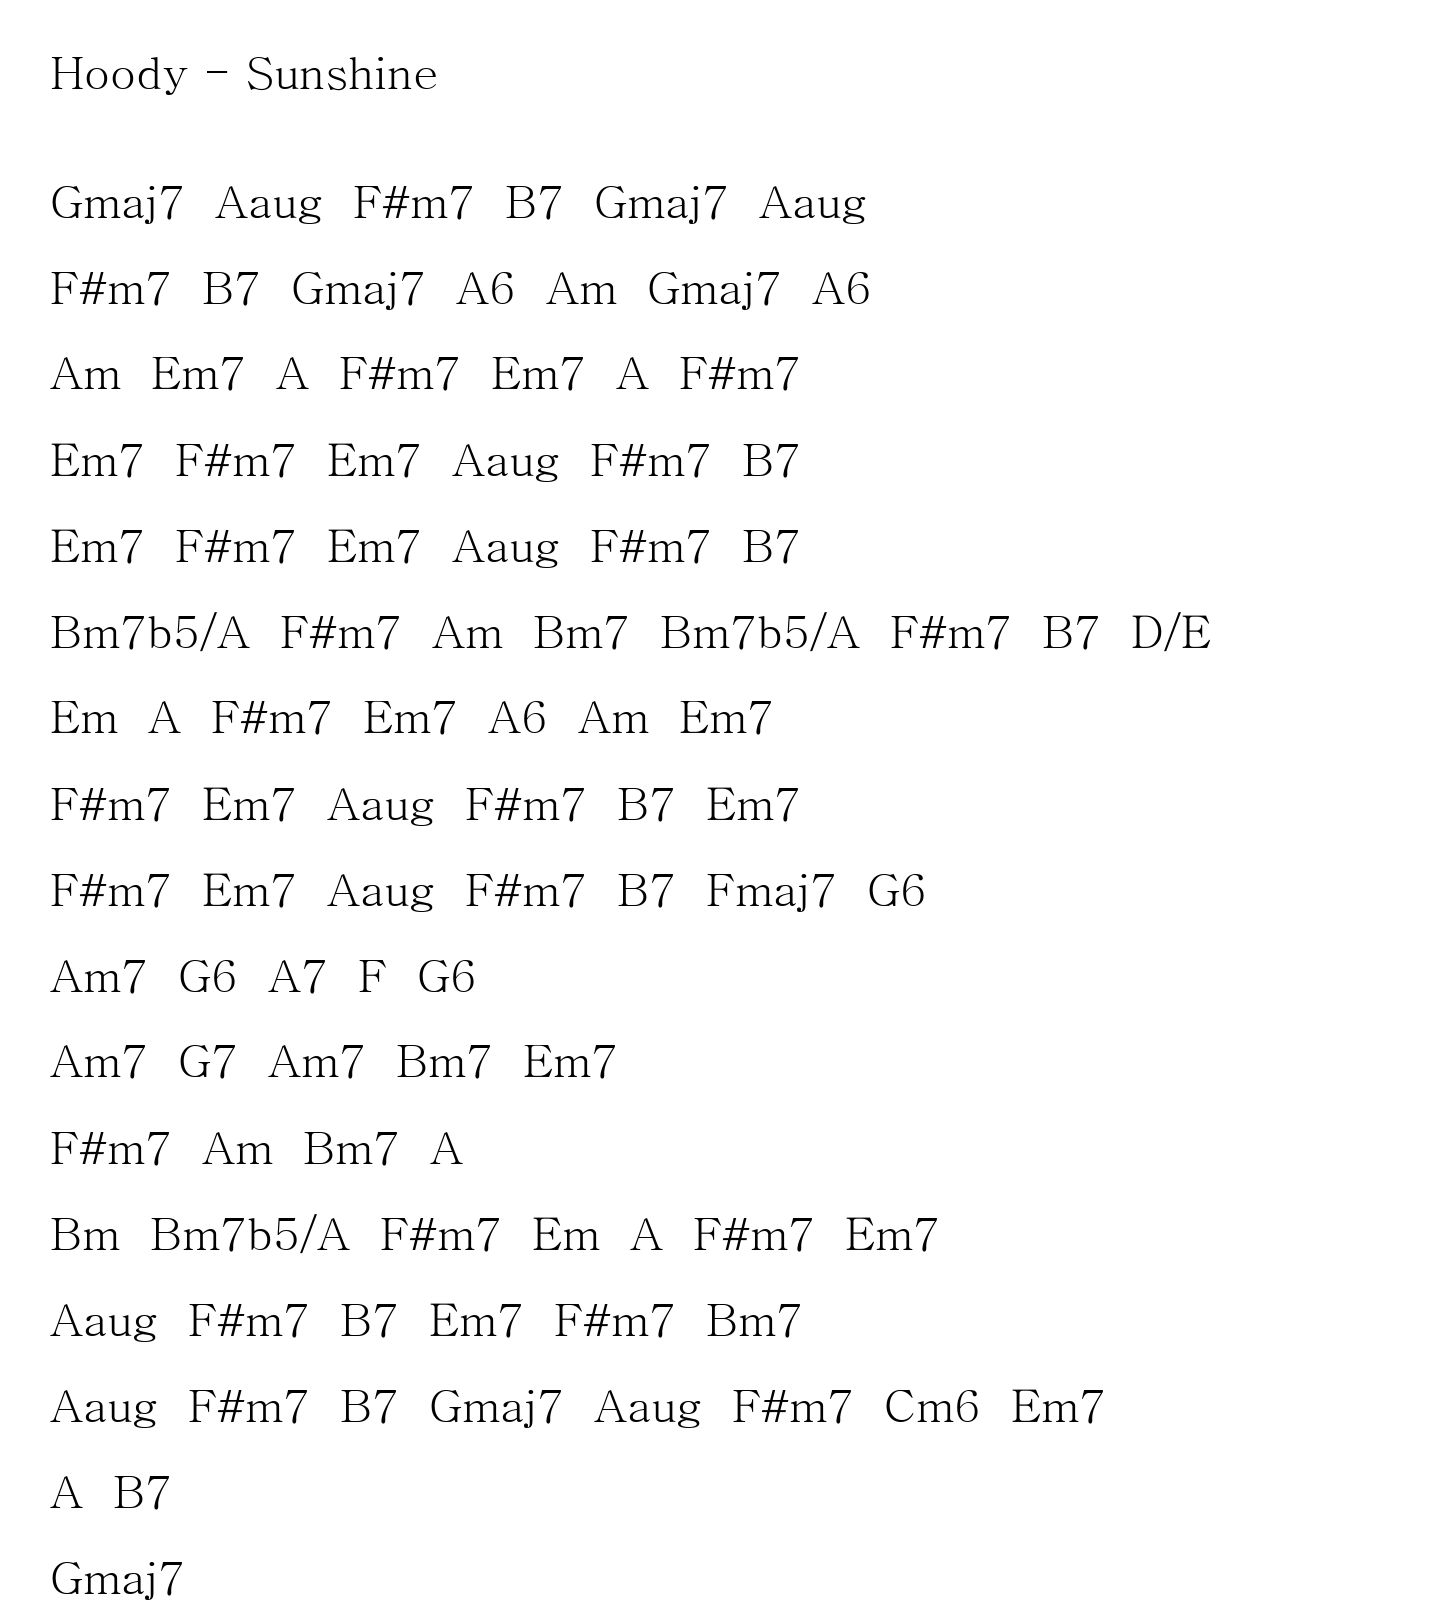 Hoody - Sunshine
Gmaj7 Aaug F#m7 B7 Gmaj7 Aaug
F#m7 B7 Gmaj7 A6 Am Gmaj7 A6
Am Em7 A F#m7 Em7 A F#m7
Em7 F#m7 Em7 Aaug F#m7 B7
Em7 F#m7 Em7 Aaug F#m7 B7
Bm7b5/A F#m7 Am Bm7 Bm7b5/A F#m7 B7 D/E
Em A F#m7 Em7 A6 Am Em7
F#m7 Em7 Aaug F#m7 B7 Em7
F#m7 Em7 Aaug F#m7 B7 Fmaj7 G6
Am7 G6 A7 F G6
Am7 G7 Am7 Bm7 Em7
F#m7 Am Bm7 A
Bm Bm7b5/A F#m7 Em A F#m7 Em7
Aaug F#m7 B7 Em7 F#m7 Bm7
Aaug F#m7 B7 Gmaj7 Aaug F#m7 Cm6 Em7
A B7
Gmaj7